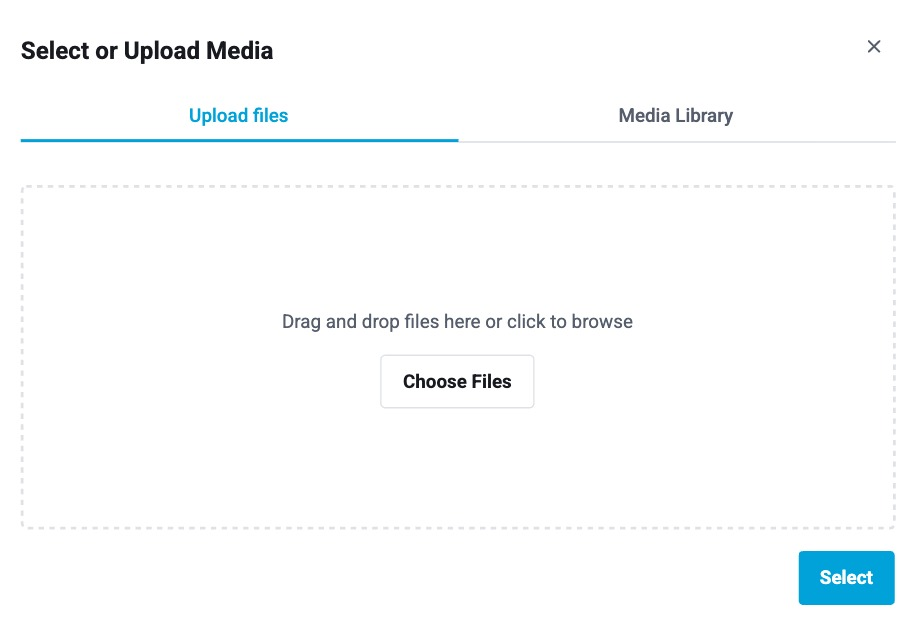 Select or Upload Media
Upload files
Media Library
Drag and drop files here or click to browse
Choose Files
Select